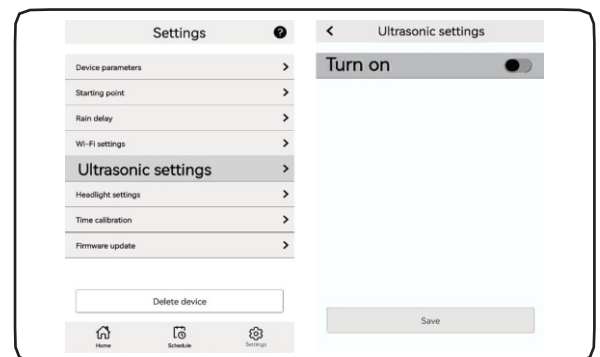 Settings
?
Device parameters
Starting point
Rain delay
Wi-Fi settings
Ultrasonic settings
Headlight settings
Time calibration
Firmware update
Delete device
Home
Schedule
Settings
Ultrasonic settings
Turn on
Save